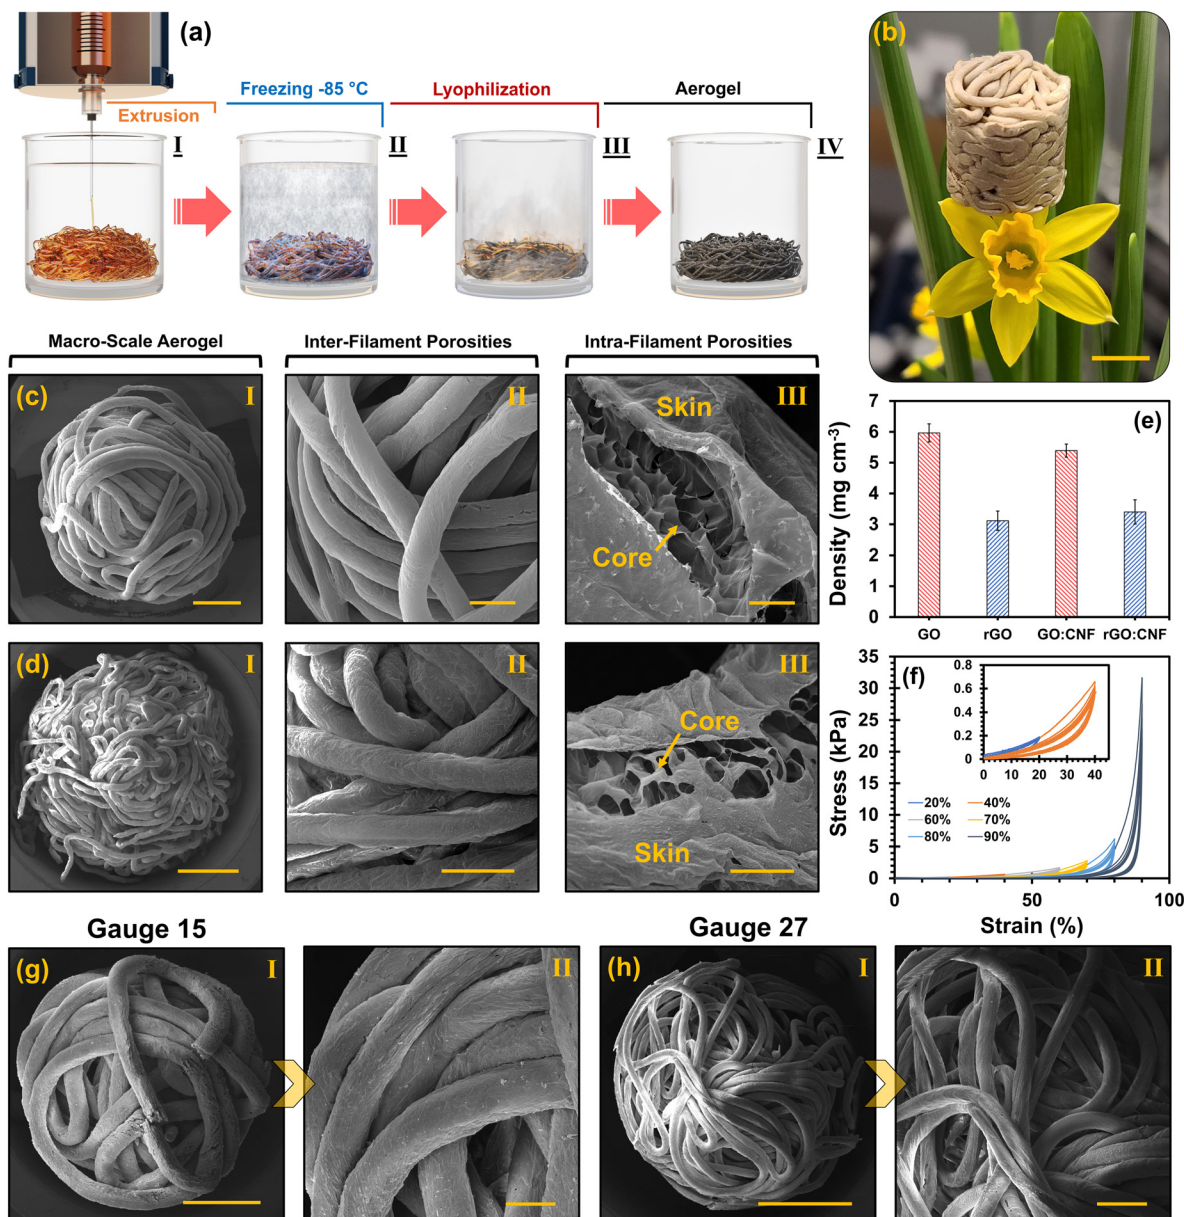 (a)
Extrusion
Freezing -85 °C
Lyophilization
Aerogel
I
II
III
IV
(b)
Macro-Scale Aerogel
Inter-Filament Porosities
Intra-Filament Porosities
(c)
I
II
III
Skin
Core
(d)
I
II
III
Core
Skin
(e)
Density (mg cm-3)
7
6
5
4
3
2
1
0
GO
rGO
GO:CNF
rGO:CNF
(f)
Stress (kPa)
35
30
25
20
15
10
5
0
0.8
0.6
0.4
0.2
0
0
10
20
30
40
20%
40%
60%
70%
80%
90%
0
50
100
Strain (%)
Gauge 15
(g)
I
II
Gauge 27
(h)
I
II